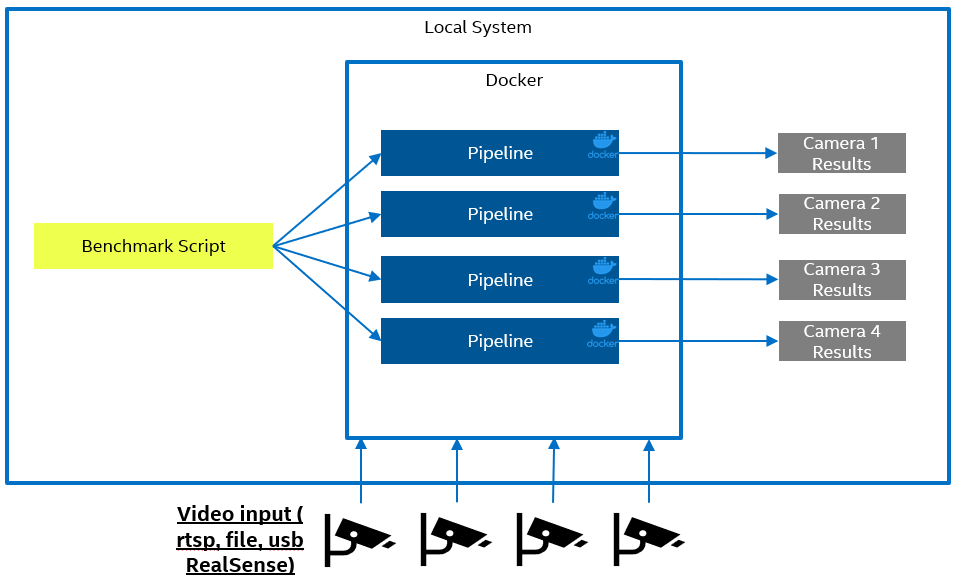 Local System
Docker
Pipeline
docker
Camera 1
Results
Pipeline
docker
Camera 2
Results
Benchmark Script
Pipeline
docker
Camera 3
Results
Pipeline
docker
Camera 4
Results
Video input (
rtsp, file, usb
RealSense)